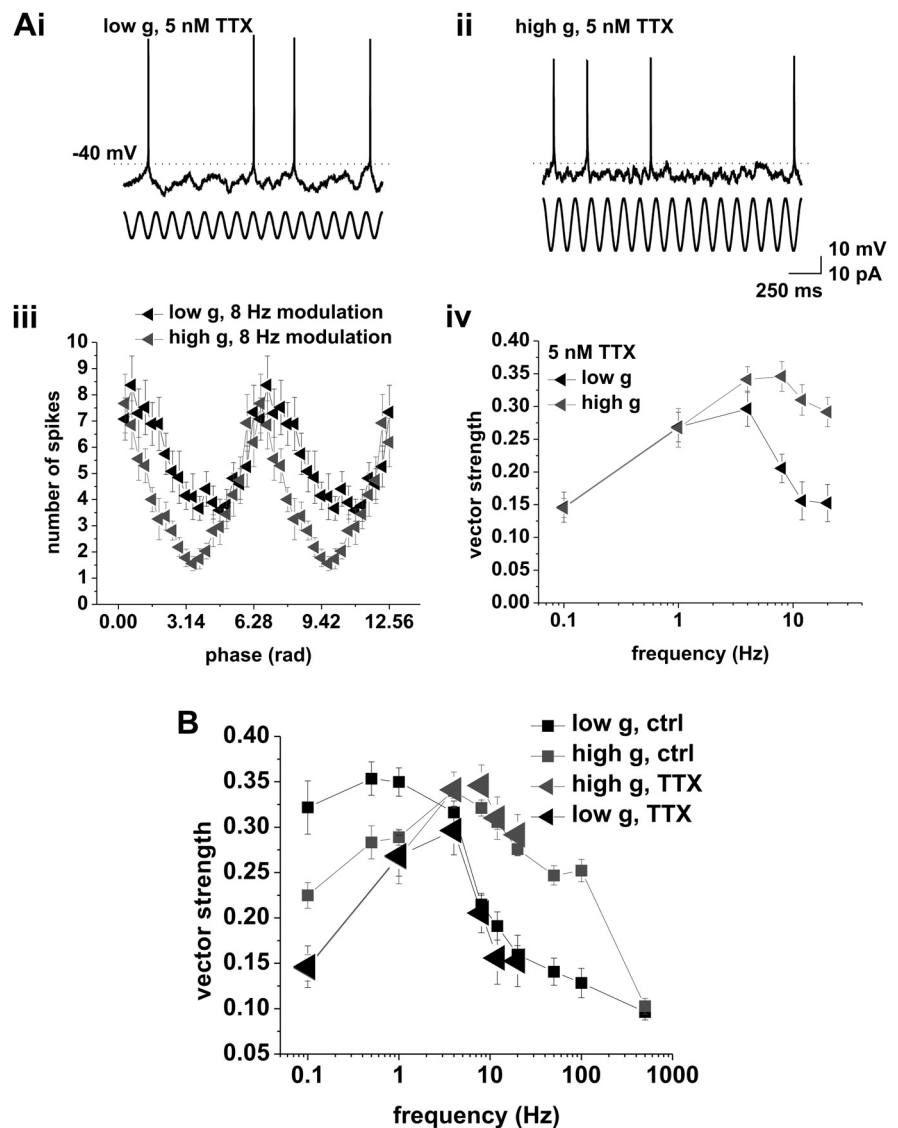 Ai
low g, 5 nM TTX
ii
high g, 5 nM TTX
-40 mV
10 mV
10 pA
250 ms
iii
low g, 8 Hz modulation
high g, 8 Hz modulation
10
9
8
7
6
5
4
3
2
1
0
number of spikes
0.00 3.14 6.28 9.42 12.56
phase (rad)
iv
5 nM TTX
low g
high g
0.40
0.35
0.30
0.25
0.20
0.15
0.10
0.05
0.00
vector strength
0.1 1 10
frequency (Hz)
B
low g, ctrl
high g, ctrl
high g, TTX
low g, TTX
0.40
0.35
0.30
0.25
0.20
0.15
0.10
0.05
vector strength
0.1 1 10 100 1000
frequency (Hz)